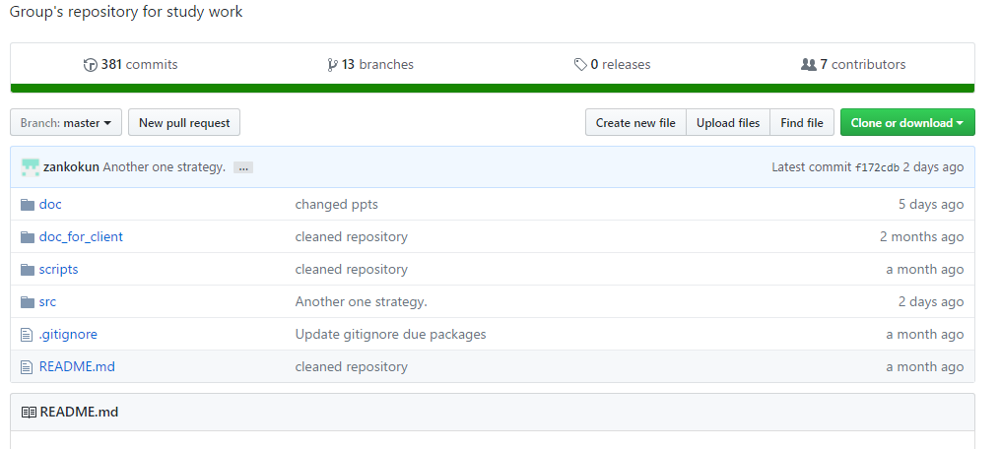 Group's repository for study work
381 commits 13 branches 0 releases 7 contributors
Branch: master New pull request Create new file Upload files Find file Clone or download
zankokun Another one strategy. ... Latest commit f172cdb 2 days ago
doc changed ppts 5 days ago
doc_for_client cleaned repository 2 months ago
scripts cleaned repository a month ago
src Another one strategy. 2 days ago
.gitignore Update gitignore due packages a month ago
README.md cleaned repository a month ago
README.md